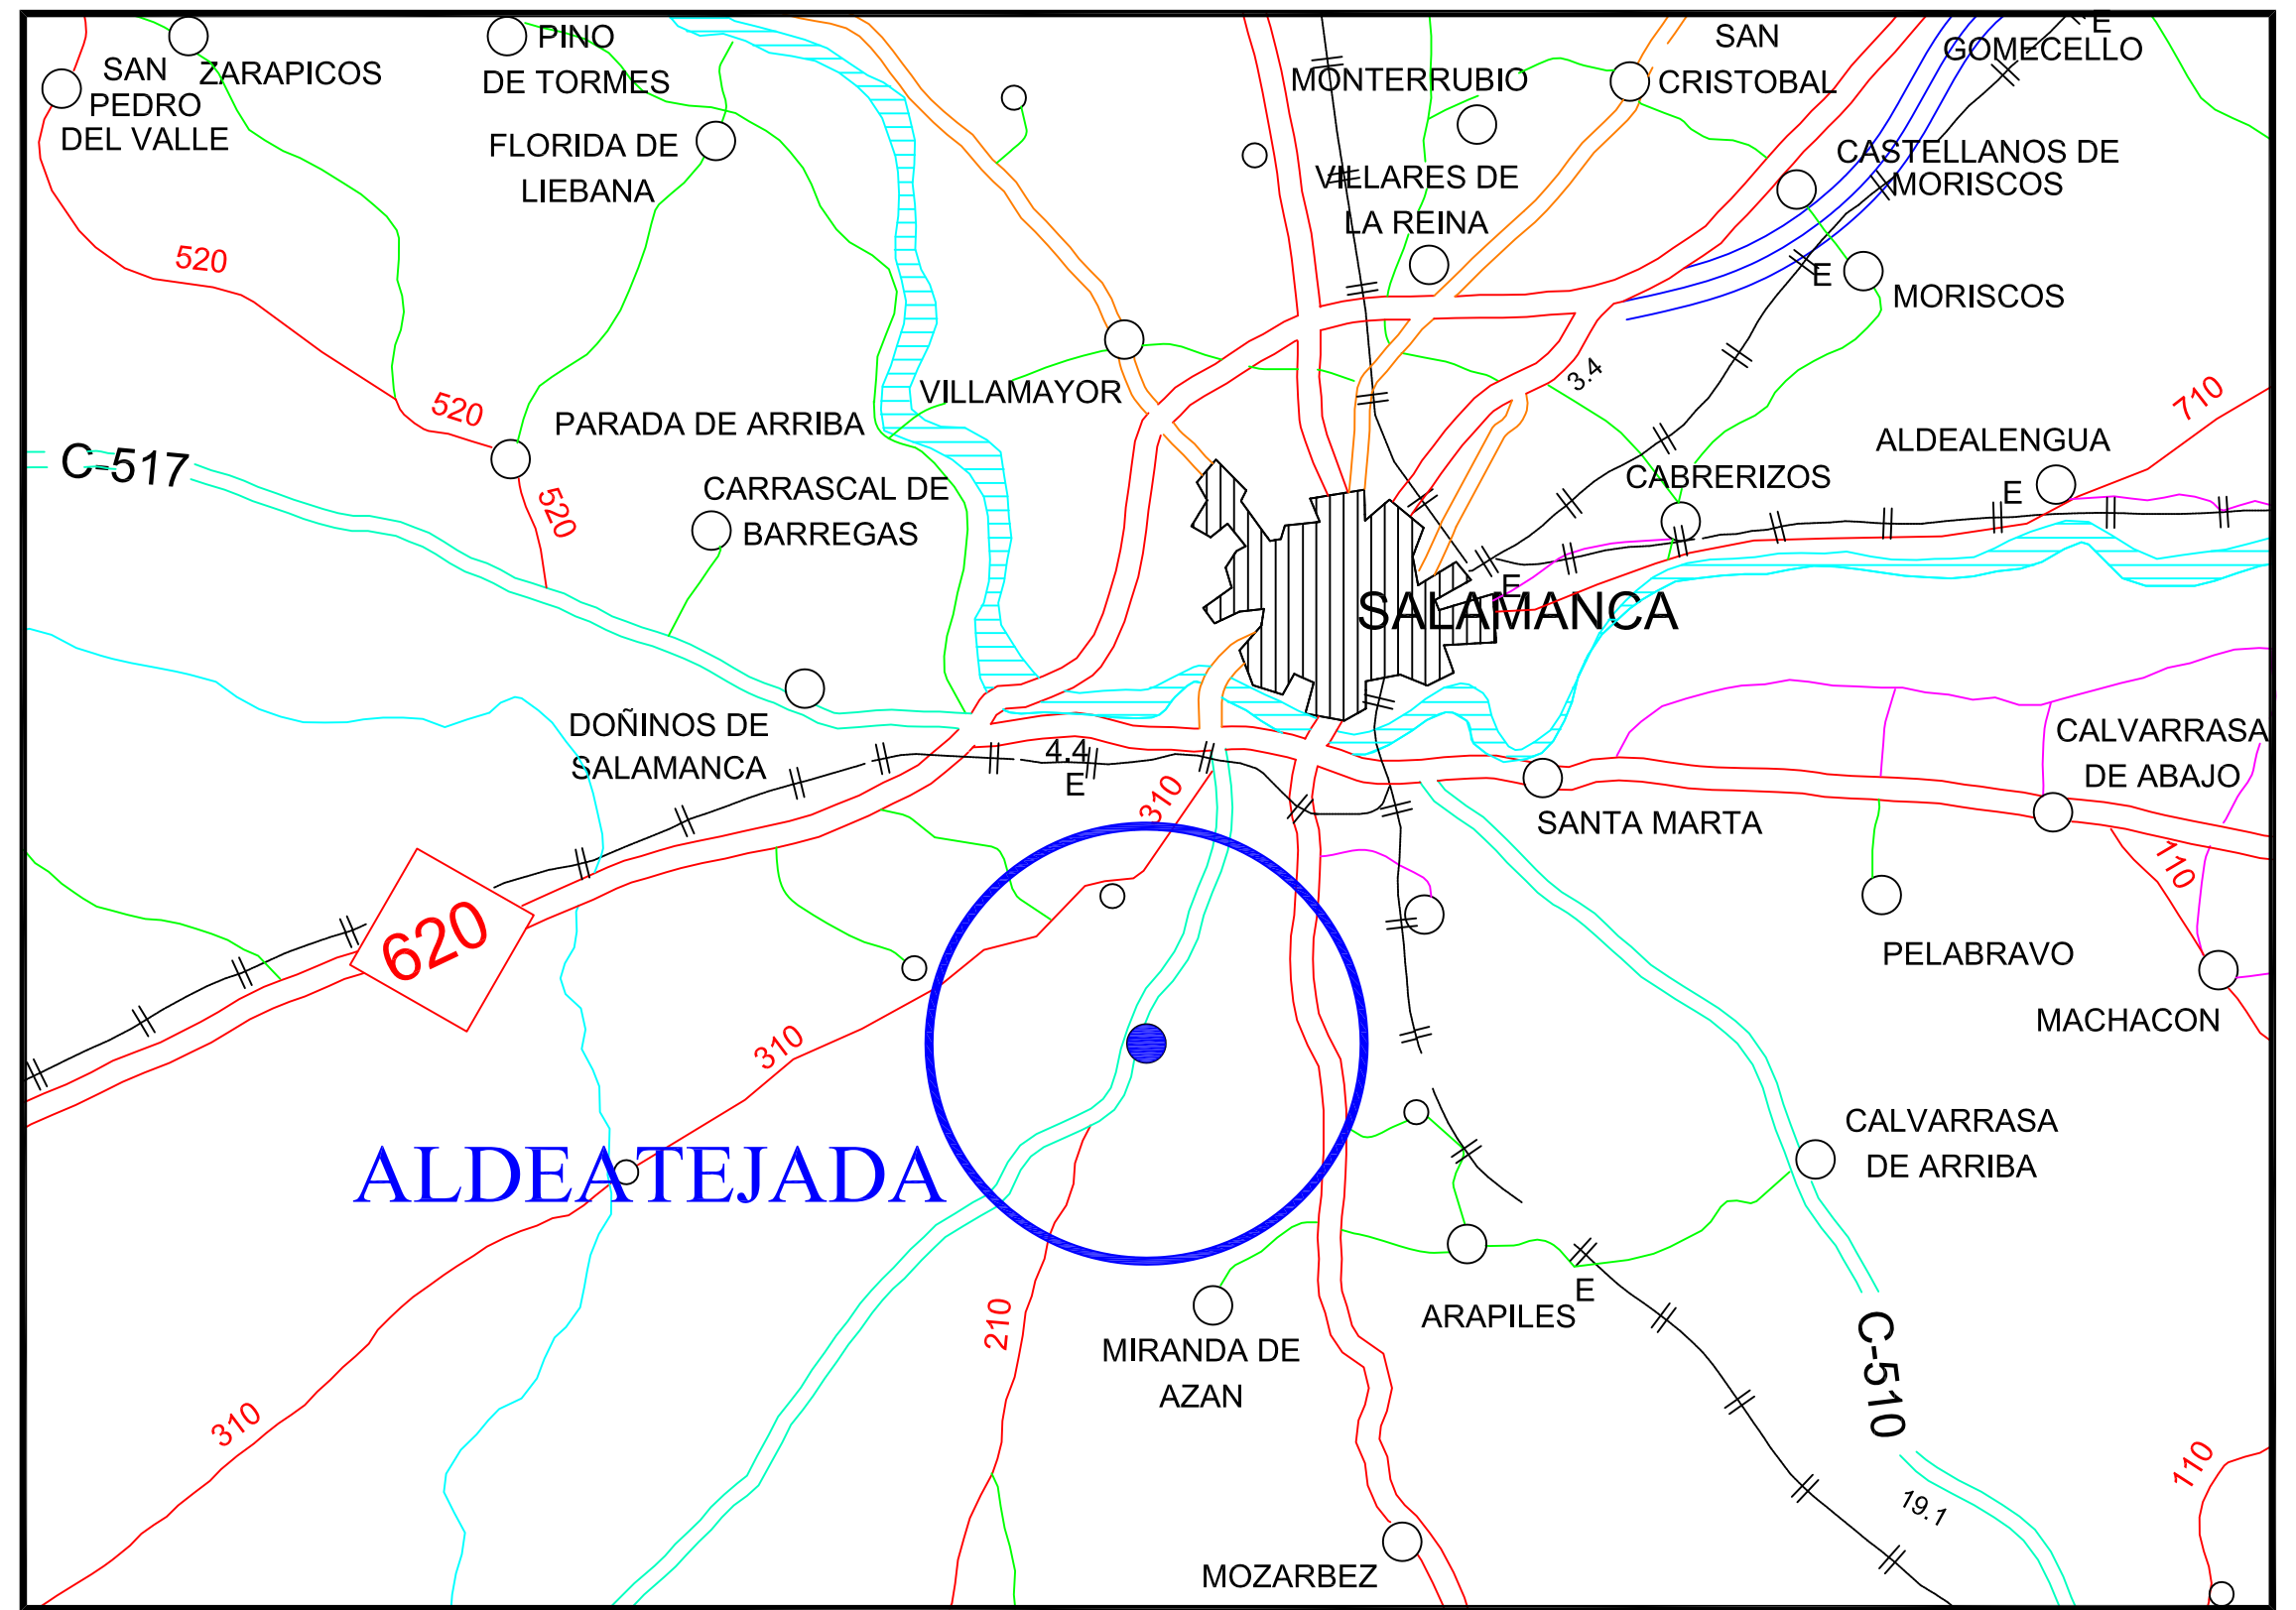 E
PINO
DE TORMES
SAN
CRISTOBAL
GOMECELLO
SAN
PEDRO
DEL VALLE
ZARAPICOS
MONTERRUBIO
FLORIDA DE
LIEBANA
VILLARES DE
LA REINA
CASTELLANOS DE
MORISCOS
520
E
MORISCOS
3.4
520
PARADA DE ARRIBA
VILLAMAYOR
710
C-517
ALDEALENGUA
520
CARRASCAL DE
BARREGAS
CABRERIZOS
E
E
SALAMANCA
DOÑINOS DE
SALAMANCA
4.4
E
310
CALVARRASA
DE ABAJO
SANTA MARTA
110
620
PELABRAVO
MACHACON
310
ALDEATEJADA
CALVARRASA
DE ARRIBA
210
E
ARAPILES
MIRANDA DE
AZAN
C-510
310
110
19.1
MOZARBEZ